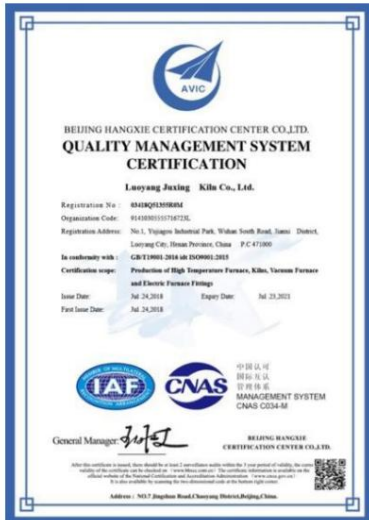 AVIC
BEIJING HANGXIE CERTIFICATION CENTER CO.,LTD.
QUALITY MANAGEMENT SYSTEM
CERTIFICATION
Luoyang Juxing Kiln Co., Ltd.
Registration No :
Organization Code:
Registration Address: No.1, Yujiagou Industrial Park, Wuhan South Road, Jianxi District,
Luoyang City, Henan Province, China P.C 471000
In conformity with : GB/T19001-2016 idt ISO9001:2015
Certification scope: Production of High Temperature Furnace, Kilns, Vacuum Furnace
and Electric Furnace Fittings
Issue Date: Jul .24,2018 Expiry Date: Jul .23,2021
First Issue Date: Jul .24,2018
IAF
CNAS
中国认可
国际互认
管理体系
MANAGEMENT SYSTEM
CNAS C034-M
General Manager:
BEIJING HANGXIE
CERTIFICATION CENTER CO.,LTD.
Address : NO.7 Jingshun Road,Chaoyang District,Beijing,China.